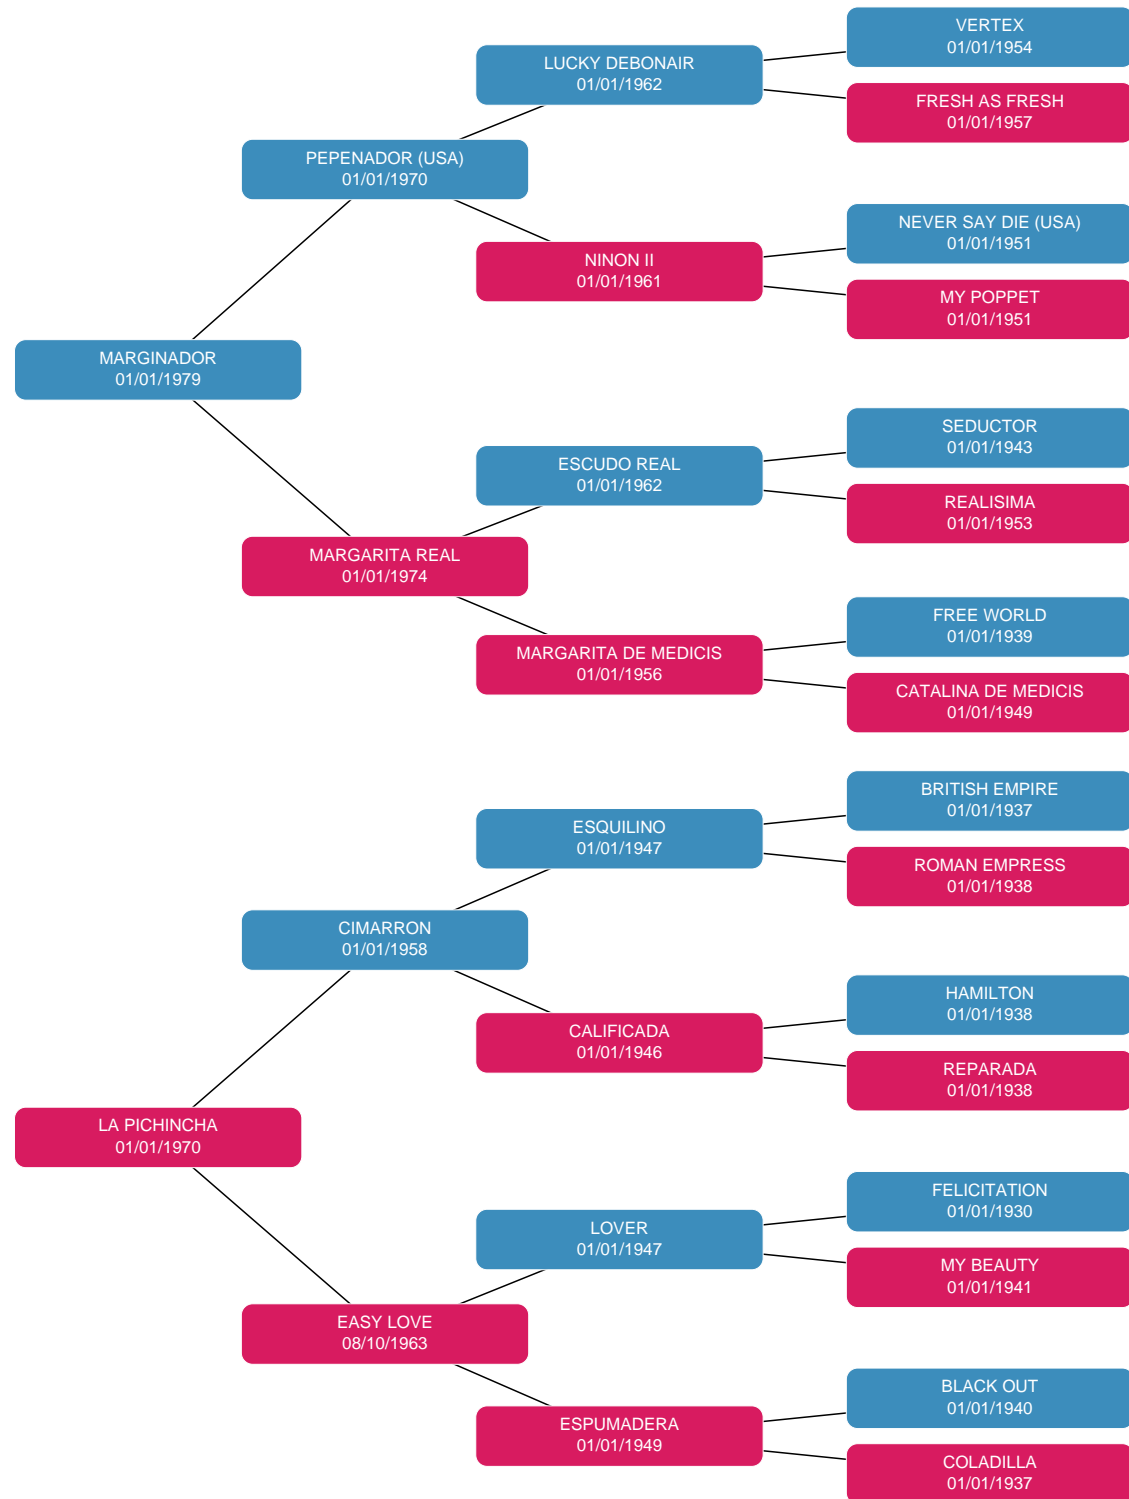 VERTEX
01/01/1954
LUCKY DEBONAIR
01/01/1962
FRESH AS FRESH
01/01/1957
PEPENADOR (USA)
01/01/1970
NEVER SAY DIE (USA)
01/01/1951
NINON II
01/01/1961
MY POPPET
01/01/1951
MARGINADOR
01/01/1979
SEDUCTOR
01/01/1943
ESCUDO REAL
01/01/1962
REALISIMA
01/01/1953
MARGARITA REAL
01/01/1974
FREE WORLD
01/01/1939
MARGARITA DE MEDICIS
01/01/1956
CATALINA DE MEDICIS
01/01/1949
BRITISH EMPIRE
01/01/1937
ESQUILINO
01/01/1947
ROMAN EMPRESS
01/01/1938
CIMARRON
01/01/1958
HAMILTON
01/01/1938
CALIFICADA
01/01/1946
REPARADA
01/01/1938
LA PICHINCHA
01/01/1970
FELICITATION
01/01/1930
LOVER
01/01/1947
MY BEAUTY
01/01/1941
EASY LOVE
08/10/1963
BLACK OUT
01/01/1940
ESPUMADERA
01/01/1949
COLADILLA
01/01/1937